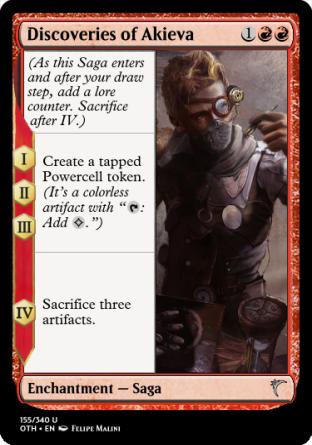 Discoveries of Akieva 1
(As this Saga enters
and after your draw
step, add a lore
counter. Sacrifice
after IV.)
I
II
III
Create a tapped
Powercell token.
(It's a colorless
artifact with “:
Add .”)
IV
Sacrifice three
artifacts.
Enchantment — Saga
155/340 U
OTH • EN Felipe Malini